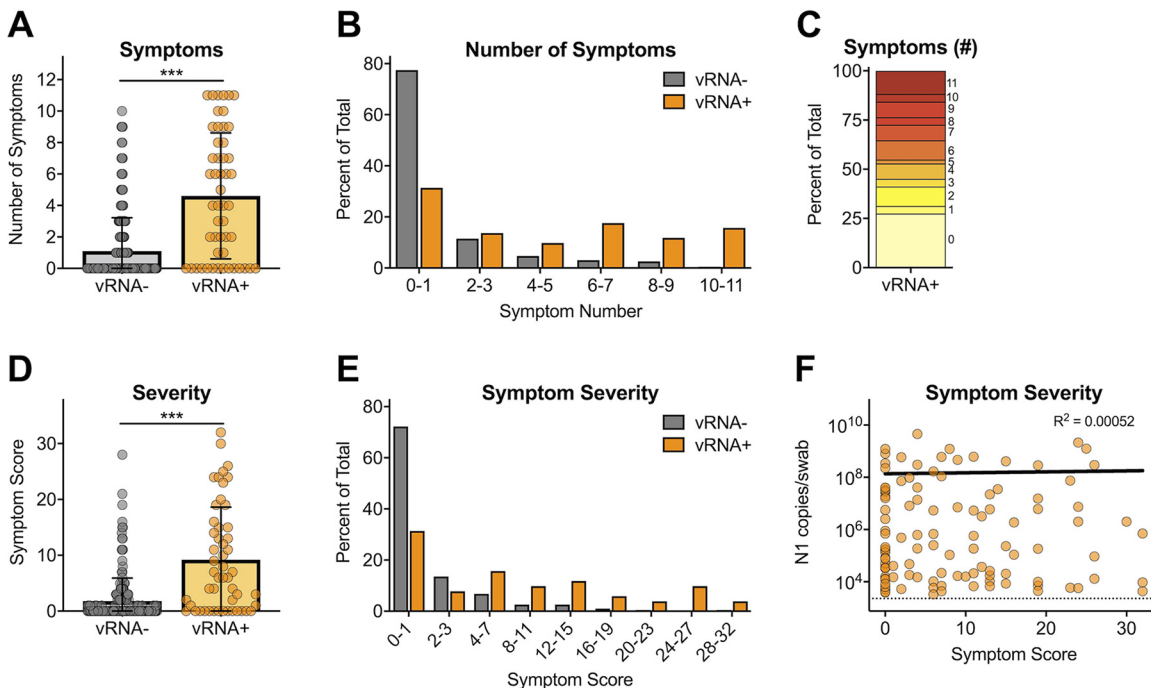 A
Symptoms
***
Number of Symptoms
12
10
8
6
4
2
0
vRNA-
vRNA+
B
Number of Symptoms
vRNA-
vRNA+
Percent of Total
80
60
40
20
0
0-1
2-3
4-5
6-7
8-9
10-11
Symptom Number
C
Symptoms (#)
Percent of Total
100
75
50
25
0
11
10
9
8
7
6
5
4
3
2
1
0
vRNA+
D
Severity
***
Symptom Score
30
20
10
0
vRNA-
vRNA+
E
Symptom Severity
vRNA-
vRNA+
Percent of Total
80
60
40
20
0
0-1
2-3
4-7
8-11
12-15
16-19
20-23
24-27
28-32
Symptom Score
F
Symptom Severity
R² = 0.00052
N1 copies/swab
10¹⁰
10⁸
10⁶
10⁴
0
10
20
30
Symptom Score